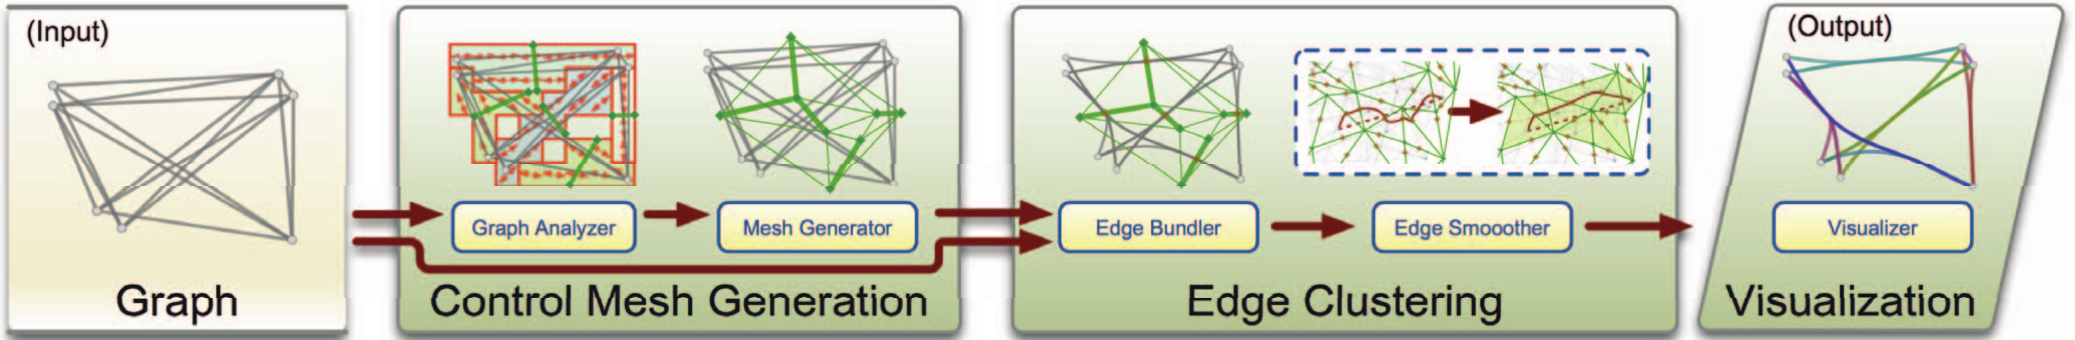 (Input)
Graph
Graph Analyzer
Mesh Generator
Control Mesh Generation
Edge Bundler
Edge Smooother
Edge Clustering
(Output)
Visualizer
Visualization